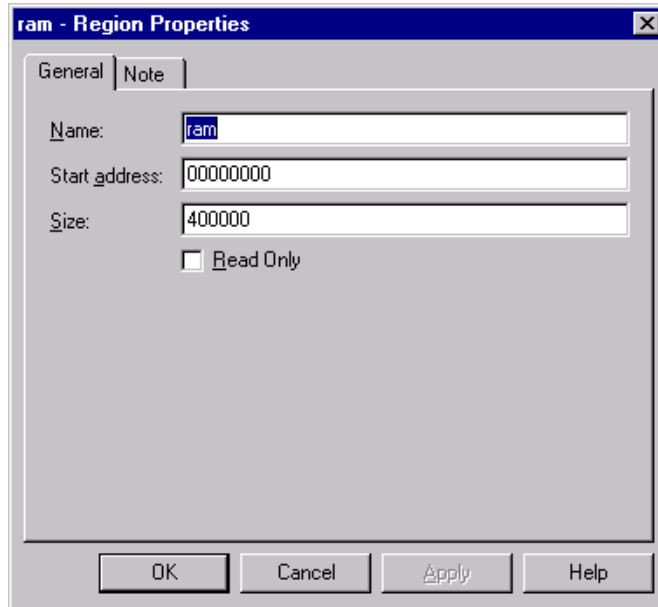 ram - Region Properties
General Note
Name: ram
Start address: 00000000
Size: 400000
Read Only
OK Cancel Apply Help